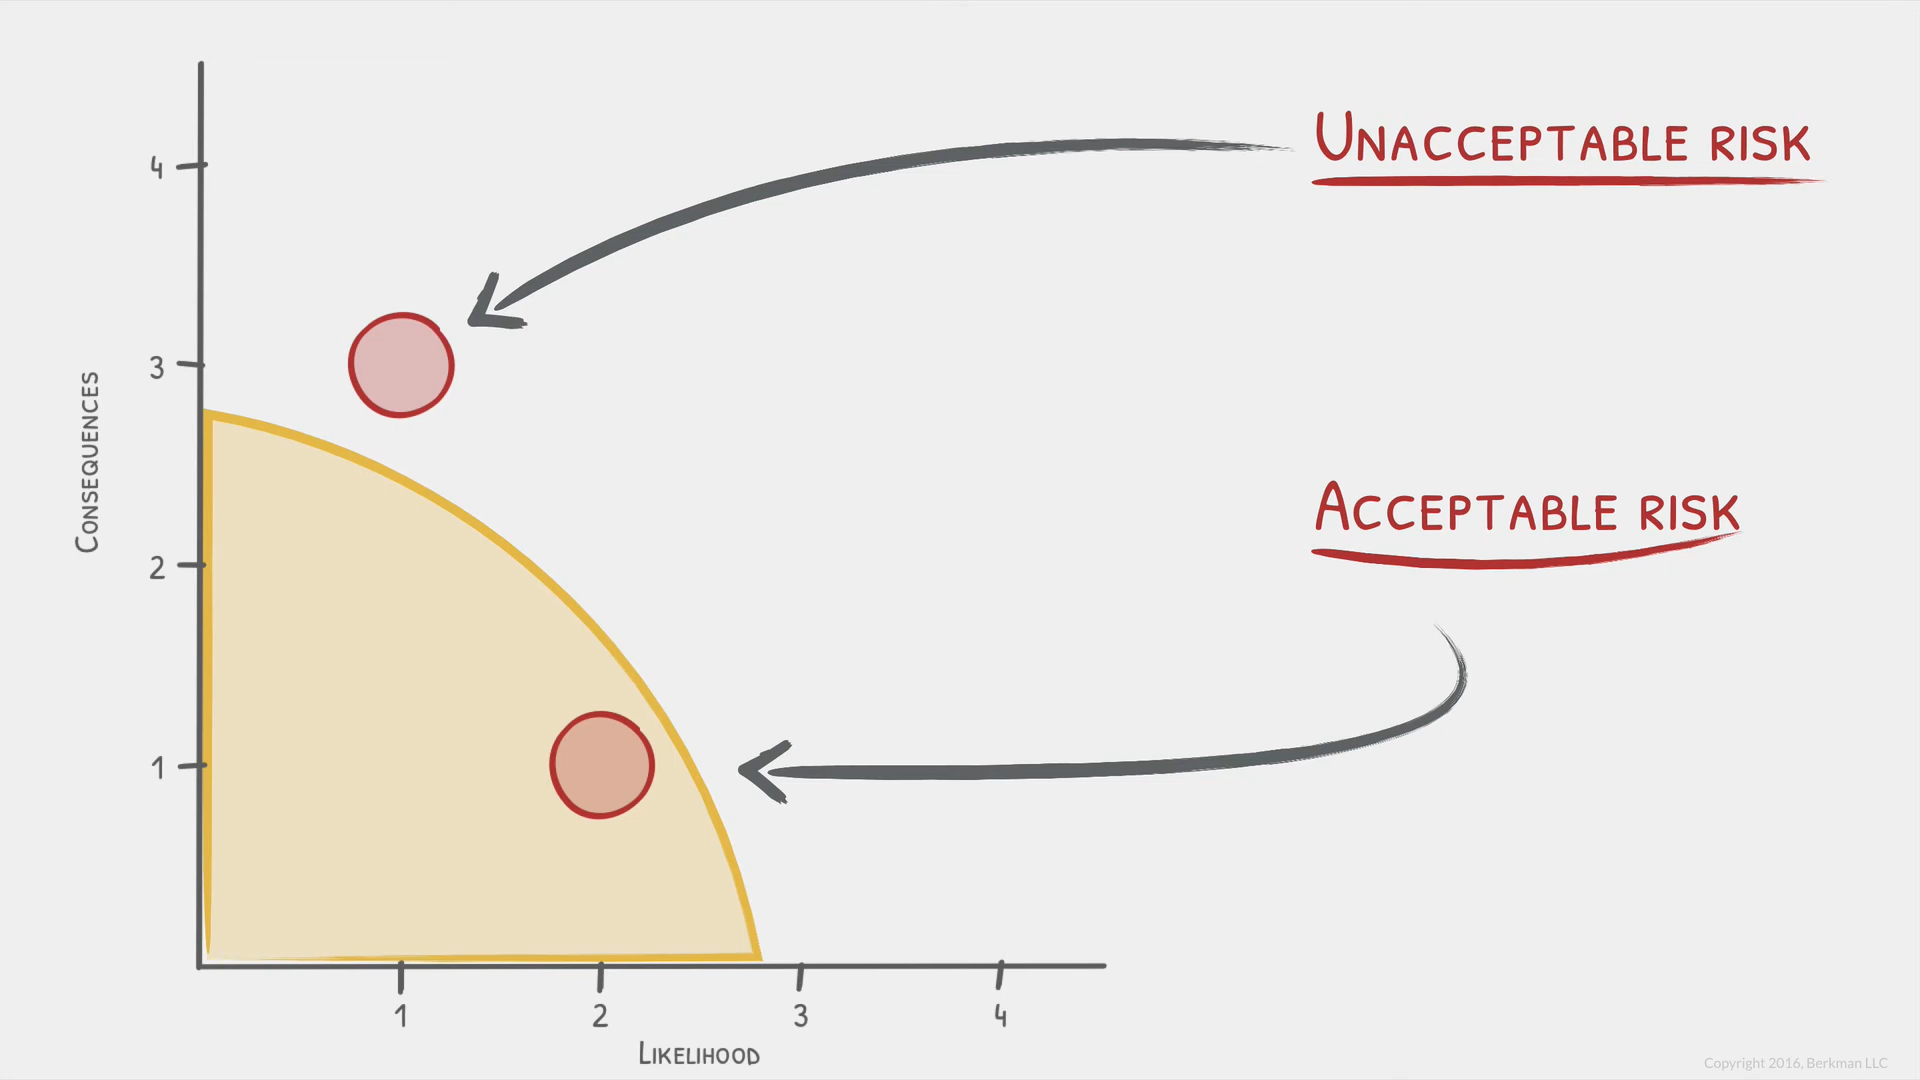 Unacceptable risk
4
3
Consequences
Acceptable risk
2
1
1 2 3 4
Likelihood
Copyright 2016, Berkman LLC